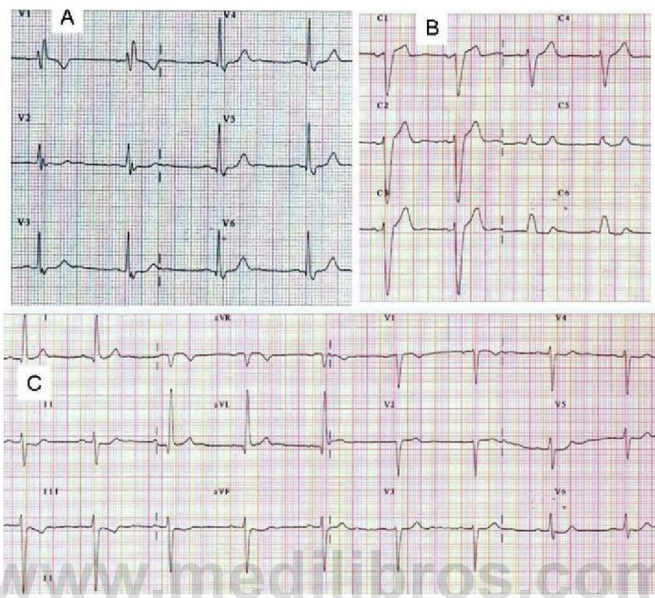 V1 A V4
V2 V5
V3 V6
C1 B C4
C2 C5
C3 C6
I aVR V1 V4
C
II aVL V2 V5
III aVF V3 V6
II
www.medilibros.com